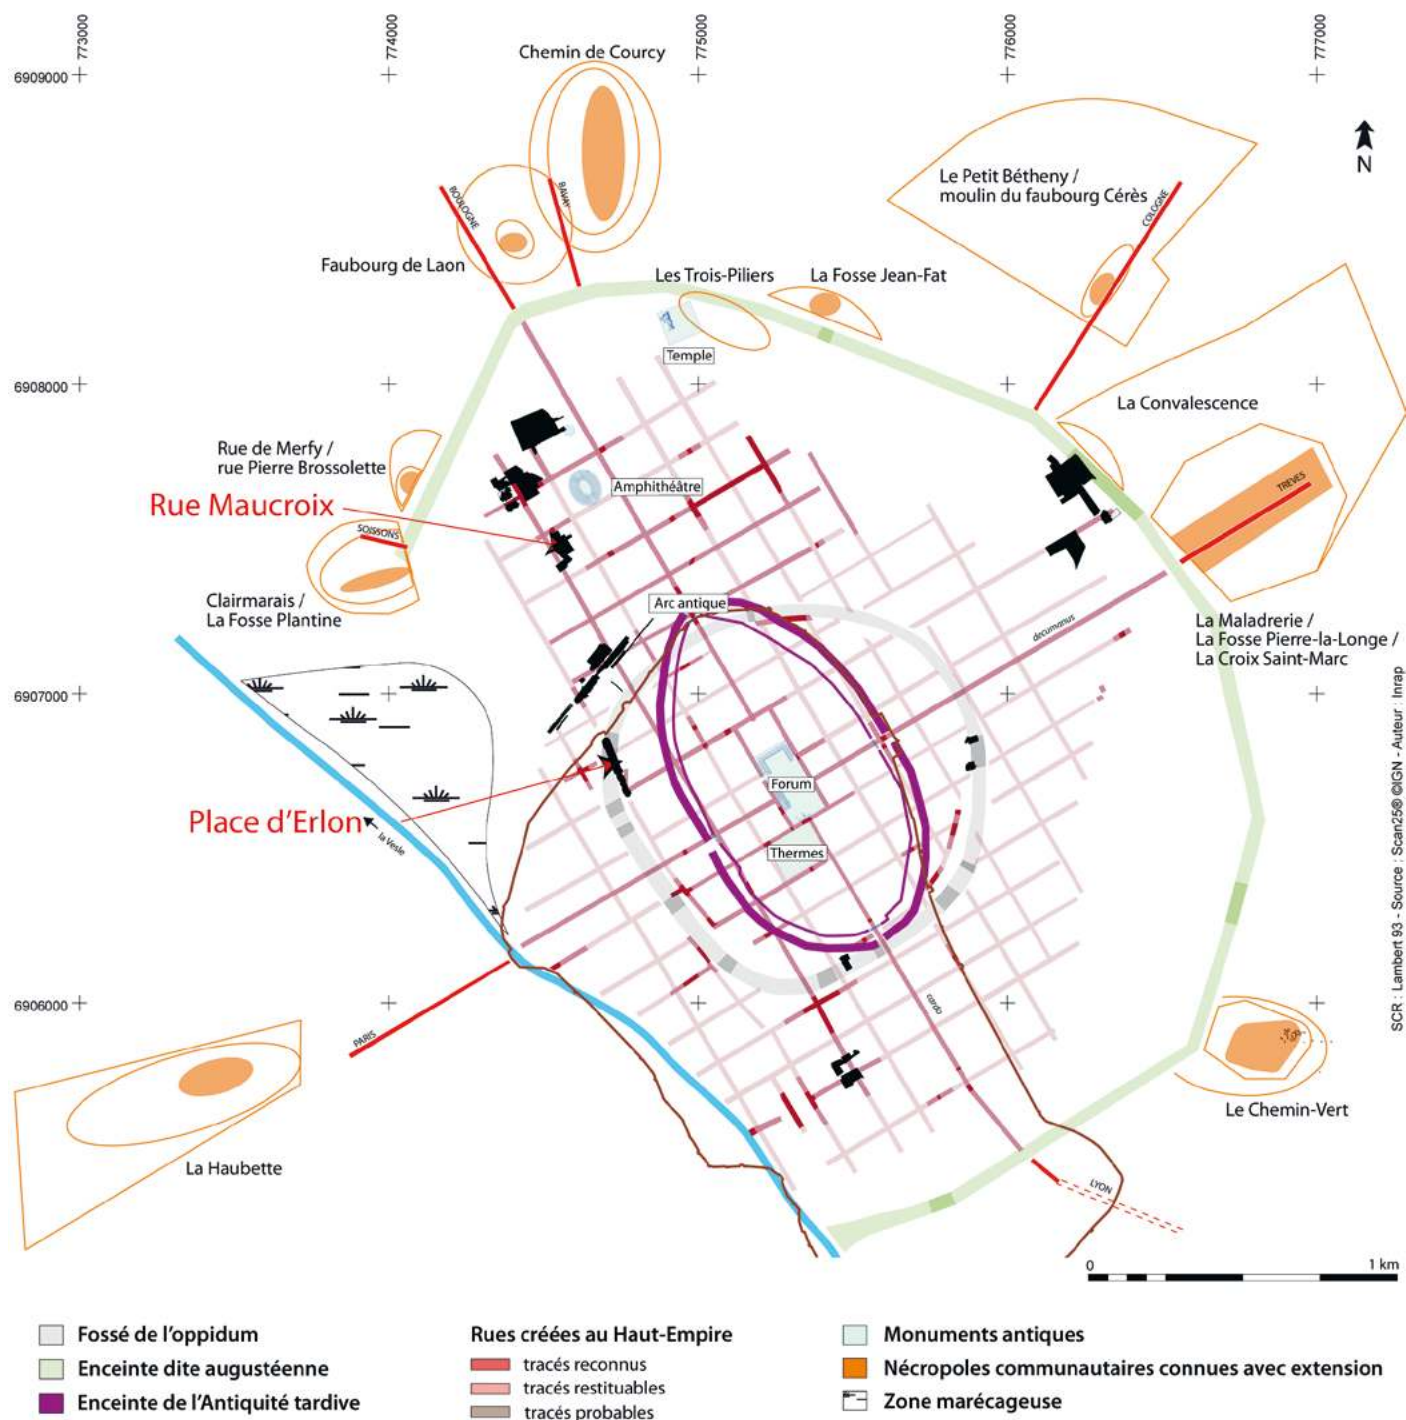 773000
774000
775000
776000
777000
6909000
Chemin de Courcy
N
Le Petit Bétheny /
moulin du faubourg Cérès
BOULOGNE
BAVAY
COLOGNE
Faubourg de Laon
Les Trois-Piliers
La Fosse Jean-Fat
Temple
6908000
La Convalescence
Rue de Merfy /
rue Pierre Brossolette
Amphithéâtre
TREVES
Rue Maucroix
SOISSONS
Clairmarais /
La Fosse Plantine
Arc antique
decumanus
La Maladrerie /
La Fosse Pierre-la-Longe /
La Croix Saint-Marc
6907000
Forum
Place d'Erlon
la Vesle
Thermes
SCR : Lambert 93 - Source : Scan25® ©IGN - Auteur : Inrap
6906000
cardo
PARIS
Le Chemin-Vert
La Haubette
LYON
0
1 km
Fossé de l'oppidum
Enceinte dite augustéenne
Enceinte de l'Antiquité tardive
Rues créées au Haut-Empire
tracés reconnus
tracés restituables
tracés probables
Monuments antiques
Nécropoles communautaires connues avec extension
Zone marécageuse